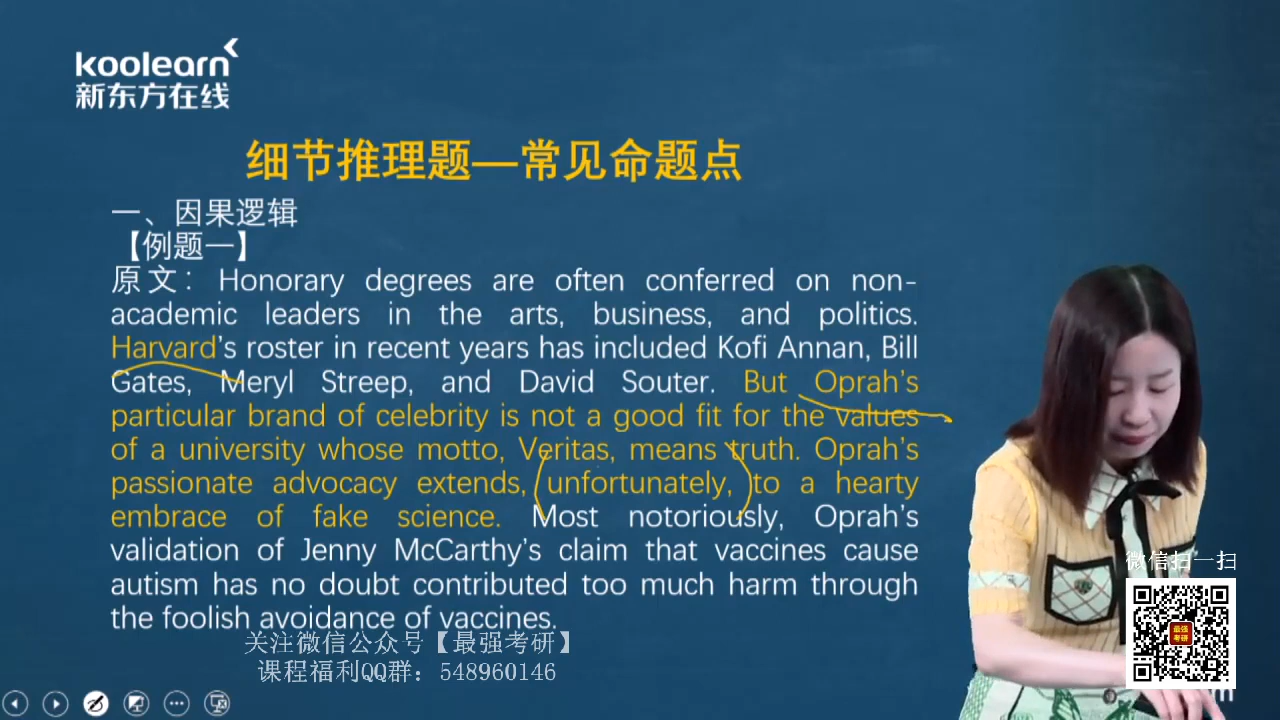 koolearn
新东方在线
细节推理题—常见命题点
一、因果逻辑
【例题一】
原文：Honorary degrees are often conferred on non-
academic leaders in the arts, business, and politics.
Harvard's roster in recent years has included Kofi Annan, Bill
Gates, Meryl Streep, and David Souter. But Oprah's
particular brand of celebrity is not a good fit for the values
of a university whose motto, Veritas, means truth. Oprah's
passionate advocacy extends, unfortunately, to a hearty
embrace of fake science. Most notoriously, Oprah's
validation of Jenny McCarthy's claim that vaccines cause
autism has no doubt contributed too much harm through
the foolish avoidance of vaccines.
关注微信公众号【最强考研】
课程福利QQ群：548960146
微信扫一扫
最强
考研